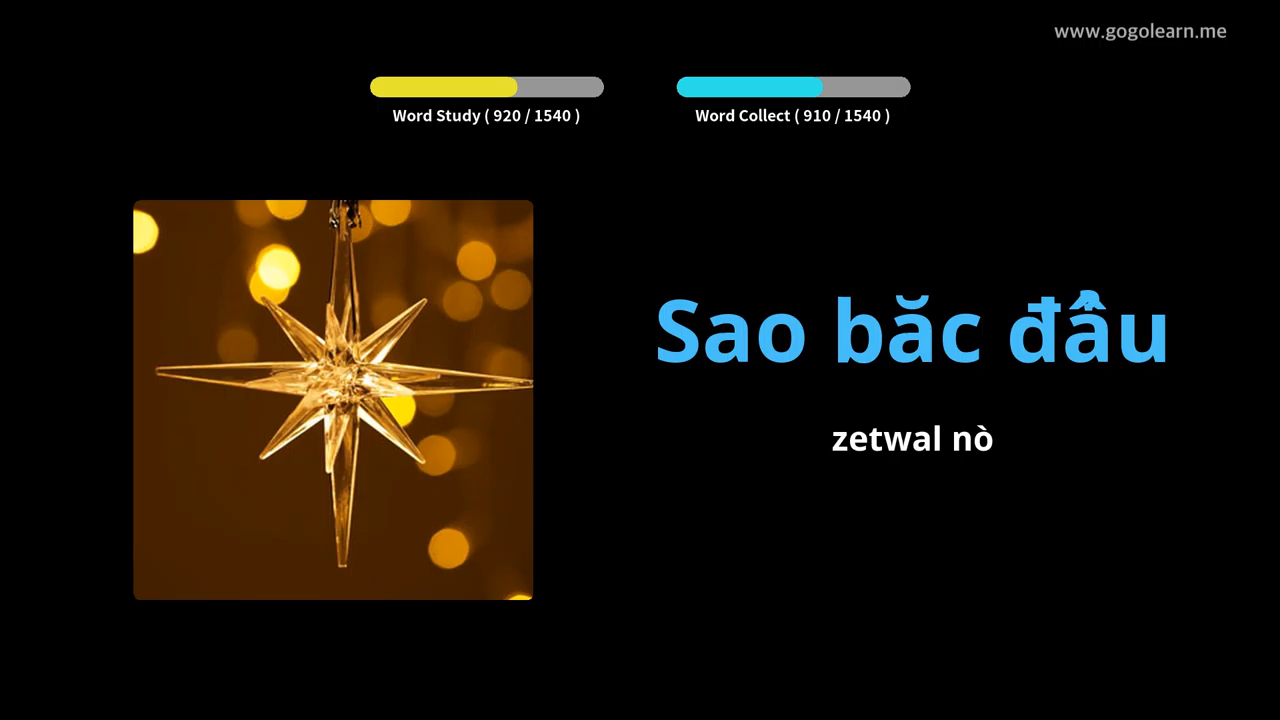 www.gogolearn.me
Word Study ( 920 / 1540 )
Word Collect ( 910 / 1540 )
Sao băc đẩu
zetwal nò